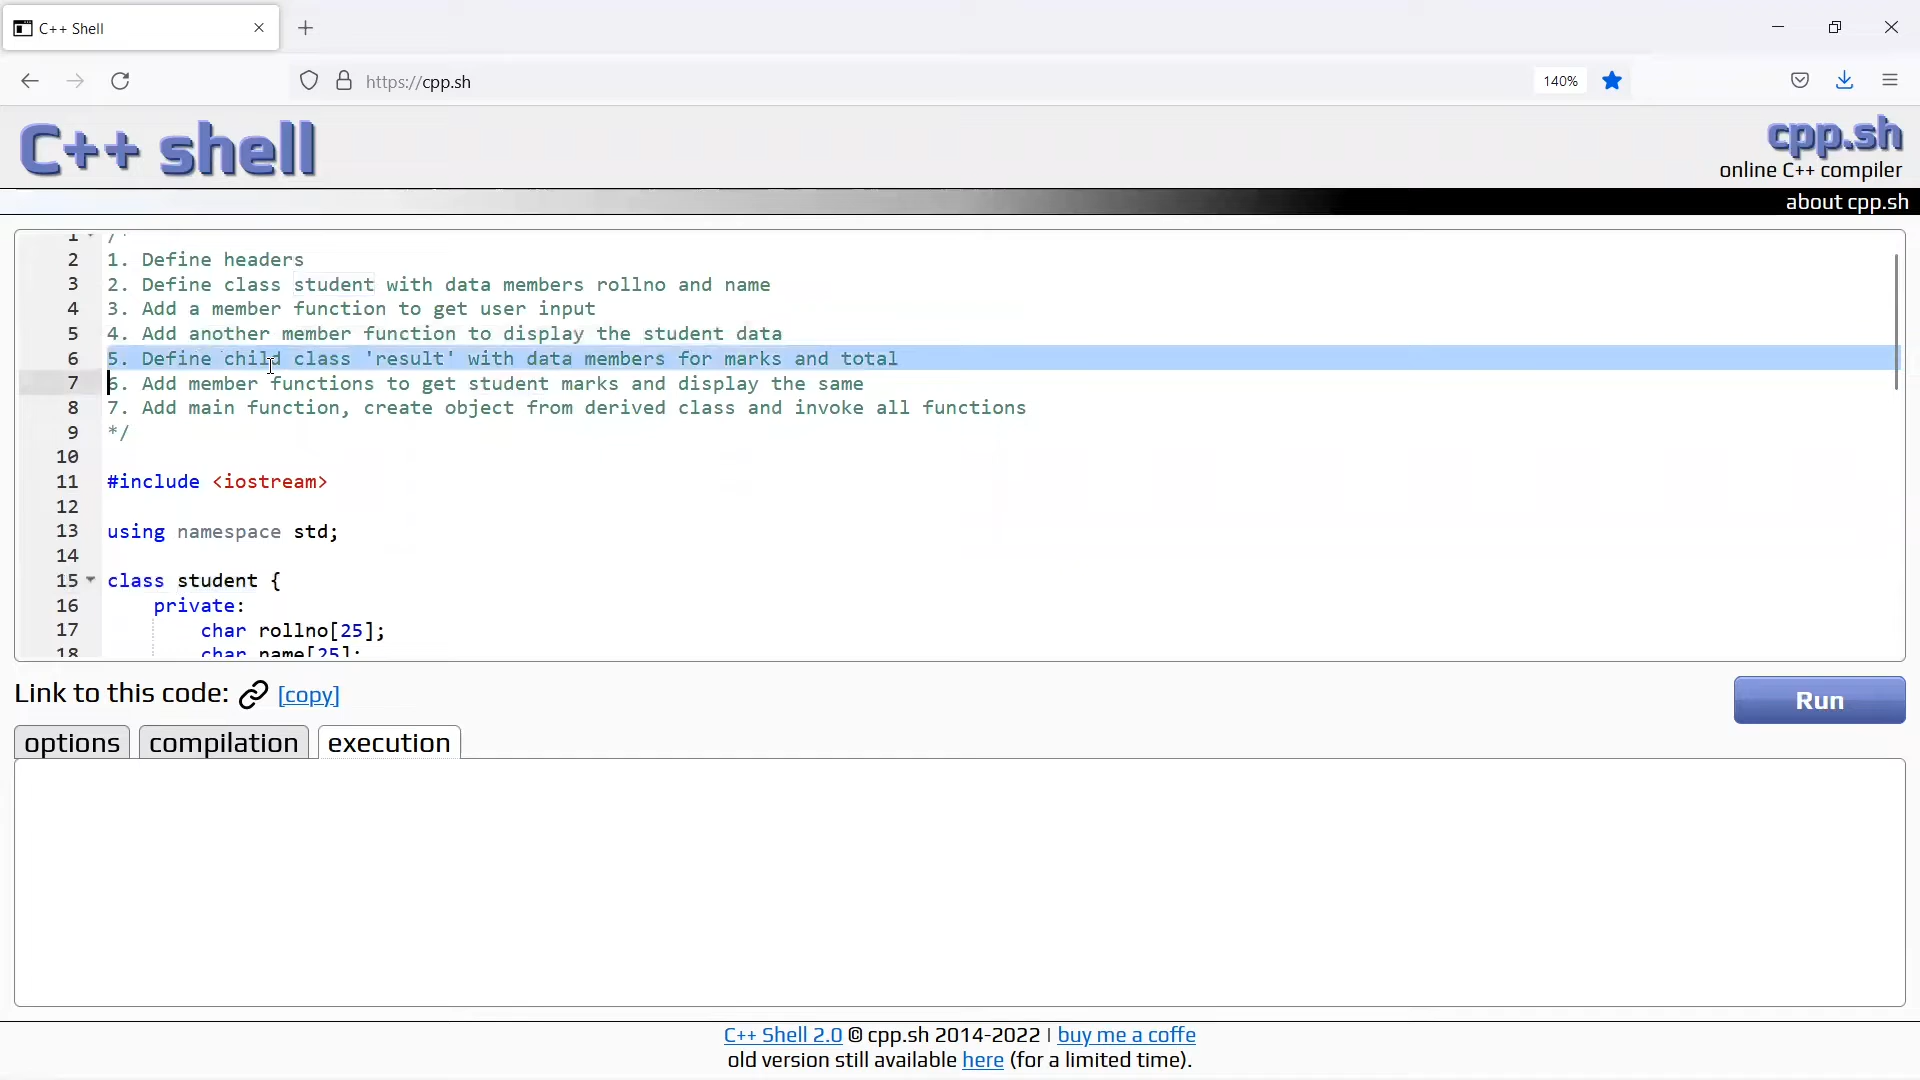 C++ Shell
https://cpp.sh
140%
C++ shell
cpp.sh
online C++ compiler
about cpp.sh
1 /*
2 1. Define headers
3 2. Define class student with data members rollno and name
4 3. Add a member function to get user input
5 4. Add another member function to display the student data
6 5. Define child class 'result' with data members for marks and total
7 6. Add member functions to get student marks and display the same
8 7. Add main function, create object from derived class and invoke all functions
9 */
10
11 #include <iostream>
12
13 using namespace std;
14
15 class student {
16 private:
17 char rollno[25];
18 char name[25];
Link to this code: [copy]
Run
options compilation execution
C++ Shell 2.0 © cpp.sh 2014-2022 | buy me a coffe
old version still available here (for a limited time).